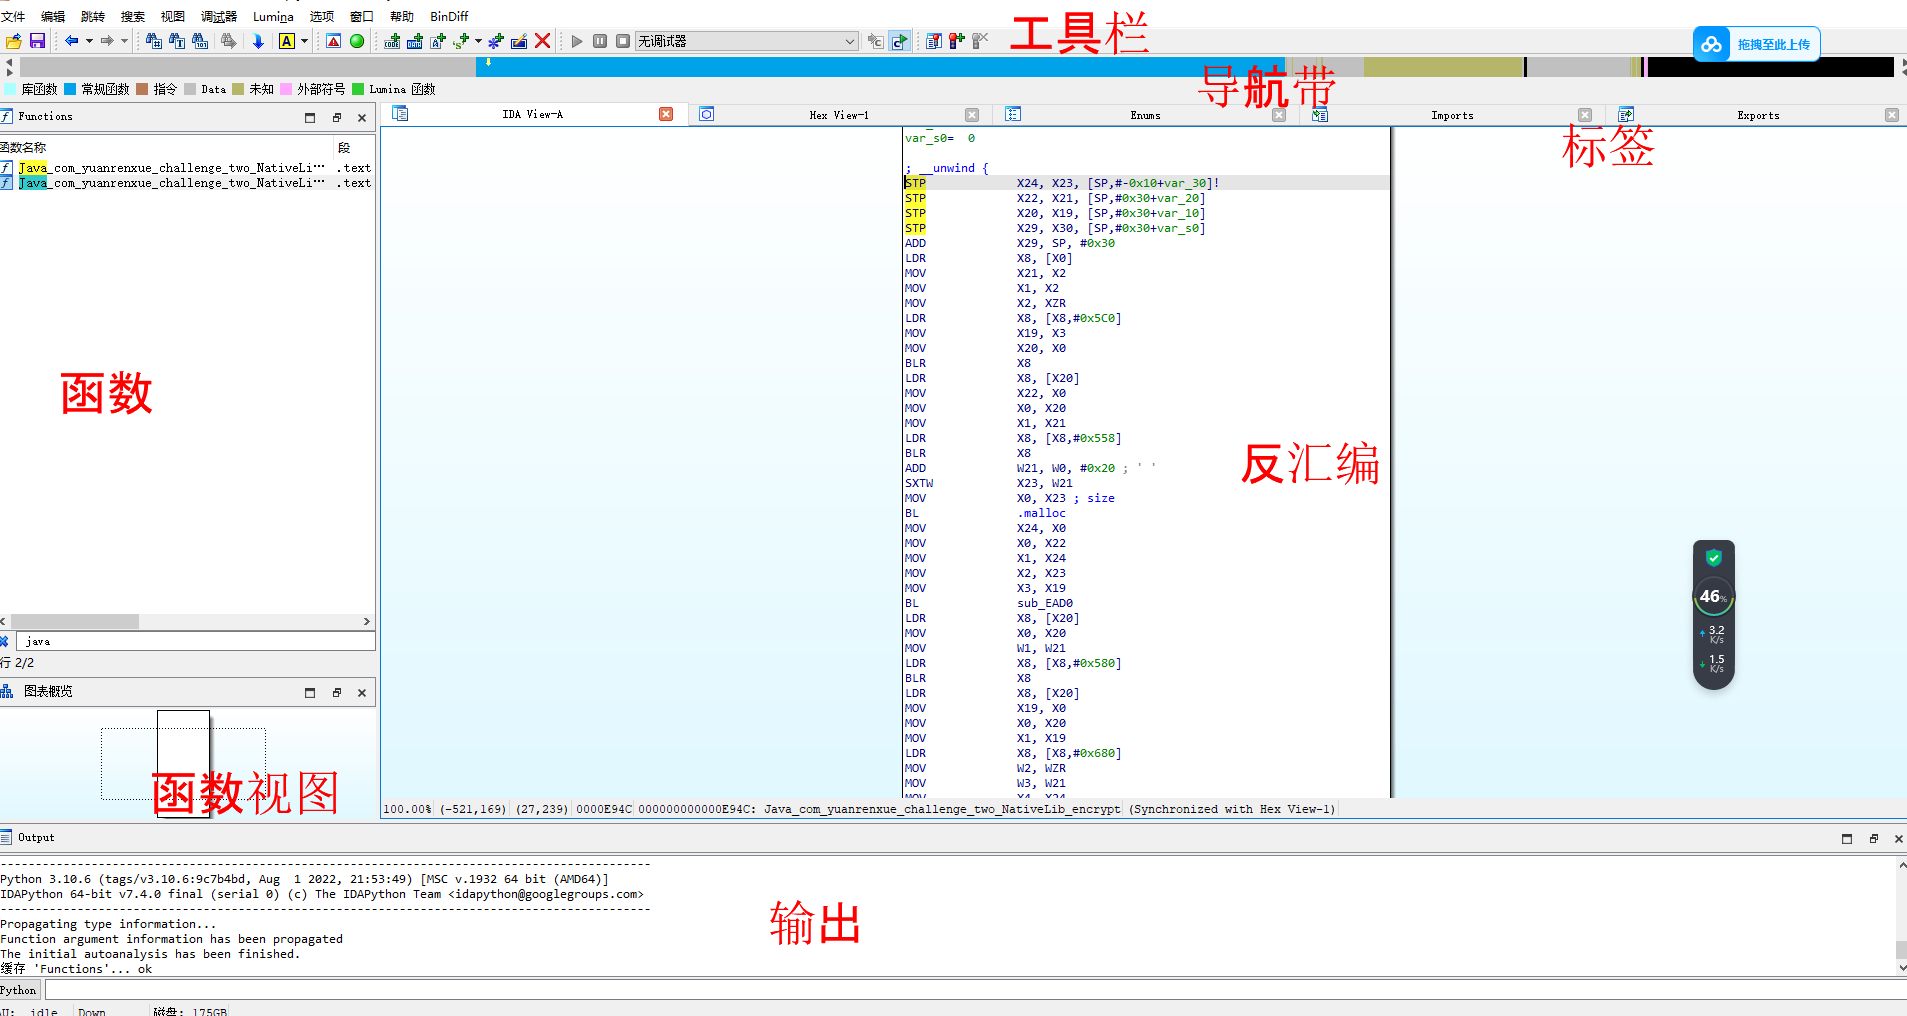 文件 编辑 跳转 搜索 视图 调试器 Lumina 选项 窗口 帮助 BinDiff
无调试器
工具栏
拖拽至此上传
导航带
库函数 常规函数 指令 Data 未知 外部符号 Lumina 函数
Functions
IDA View-A
Hex View-1
Enums
Imports
Exports
标签
函数名称 段
Java_com_yuanrenxue_challenge_two_NativeLi… .text
Java_com_yuanrenxue_challenge_two_NativeLi… .text
函数
java
行 2/2
图表概览
函数视图
var_s0= 0
; __unwind {
STP X24, X23, [SP,#-0x10+var_30]!
STP X22, X21, [SP,#0x30+var_20]
STP X20, X19, [SP,#0x30+var_10]
STP X29, X30, [SP,#0x30+var_s0]
ADD X29, SP, #0x30
LDR X8, [X0]
MOV X21, X2
MOV X1, X2
MOV X2, XZR
LDR X8, [X8,#0x5C0]
MOV X19, X3
MOV X20, X0
BLR X8
LDR X8, [X20]
MOV X22, X0
MOV X0, X20
MOV X1, X21
LDR X8, [X8,#0x558]
BLR X8
ADD W21, W0, #0x20 ; ' '
SXTW X23, W21
MOV X0, X23 ; size
BL .malloc
MOV X24, X0
MOV X0, X22
MOV X1, X24
MOV X2, X23
MOV X3, X19
BL sub_EAD0
LDR X8, [X20]
MOV X0, X20
MOV W1, W21
LDR X8, [X8,#0x580]
BLR X8
LDR X8, [X20]
MOV X19, X0
MOV X0, X20
MOV X1, X19
LDR X8, [X8,#0x680]
MOV W2, WZR
MOV W3, W21
MOV X4, X24
反汇编
46%
3.2
K/s
1.5
K/s
100.00% (-521,169) (27,239) 0000E94C 000000000000E94C: Java_com_yuanrenxue_challenge_two_NativeLib_encrypt (Synchronized with Hex View-1)
Output
Python 3.10.6 (tags/v3.10.6:9c7b4bd, Aug 1 2022, 21:53:49) [MSC v.1932 64 bit (AMD64)]
IDAPython 64-bit v7.4.0 final (serial 0) (c) The IDAPython Team <idapython@googlegroups.com>
Propagating type information...
Function argument information has been propagated
The initial autoanalysis has been finished.
缓存 'Functions'... ok
输出
Python
AU: idle Down 磁盘: 175GB